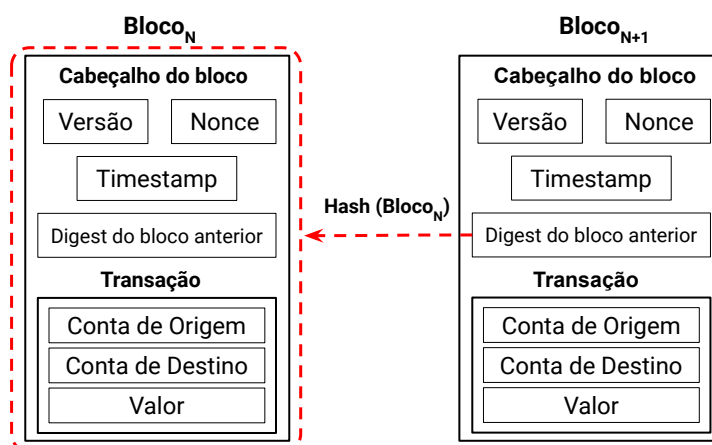 Bloco_N
Cabeçalho do bloco
Versão
Nonce
Timestamp
Digest do bloco anterior
Transação
Conta de Origem
Conta de Destino
Valor
Hash (Bloco_N)
Bloco_N+1
Cabeçalho do bloco
Versão
Nonce
Timestamp
Digest do bloco anterior
Transação
Conta de Origem
Conta de Destino
Valor